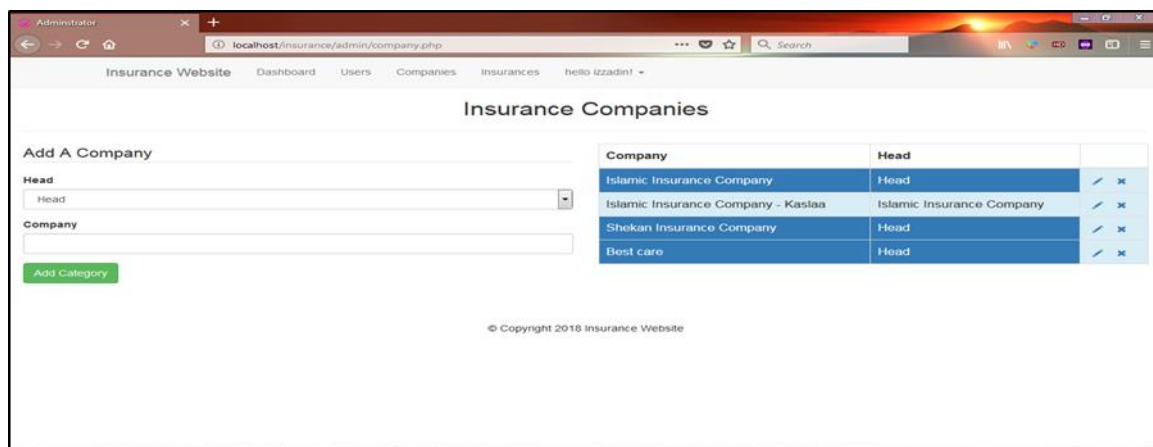 Adminstrator
localhost/insurance/admin/company.php
Search
Insurance Website Dashboard Users Companies Insurances hello izzadin!
Insurance Companies
Add A Company
Head
Head
Company
Add Category
Company Head
Islamic Insurance Company Head
Islamic Insurance Company - Kaslaa Islamic Insurance Company
Shekan Insurance Company Head
Best care Head
© Copyright 2018 Insurance Website